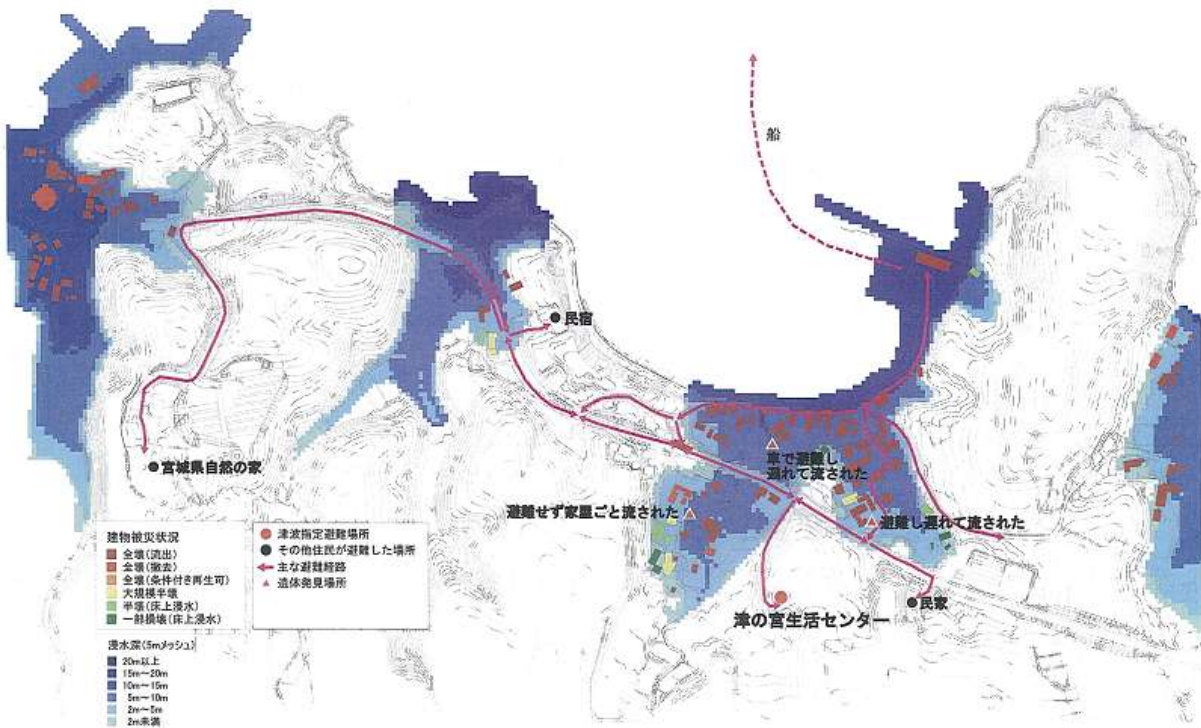 船
民宿
宮城県自然の家
車で避難し
遅れて流された
避難せず家屋ごと流された
避難し遅れて流された
民家
津の宮生活センター
建物被災状況
全壊(流出)
全壊(撤去)
全壊(条件付き再生可)
大規模半壊
半壊(床上浸水)
一部損壊(床上浸水)
津波指定避難場所
その他住民が避難した場所
主な避難経路
遺体発見場所
浸水深(5mメッシュ)
20m以上
15m~20m
10m~15m
5m~10m
2m~5m
2m未満